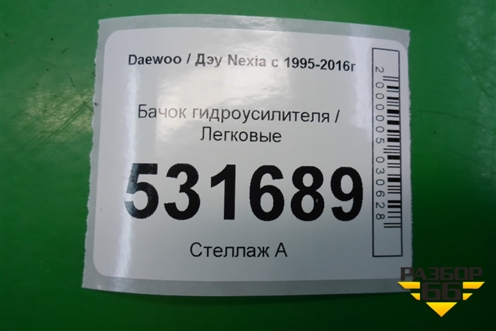 Daewoo / Дэу Nexia с 1995-2016г
Бачок гидроусилителя /
Легковые
531689
Стеллаж А
2000005030628
РАЗБОР
66